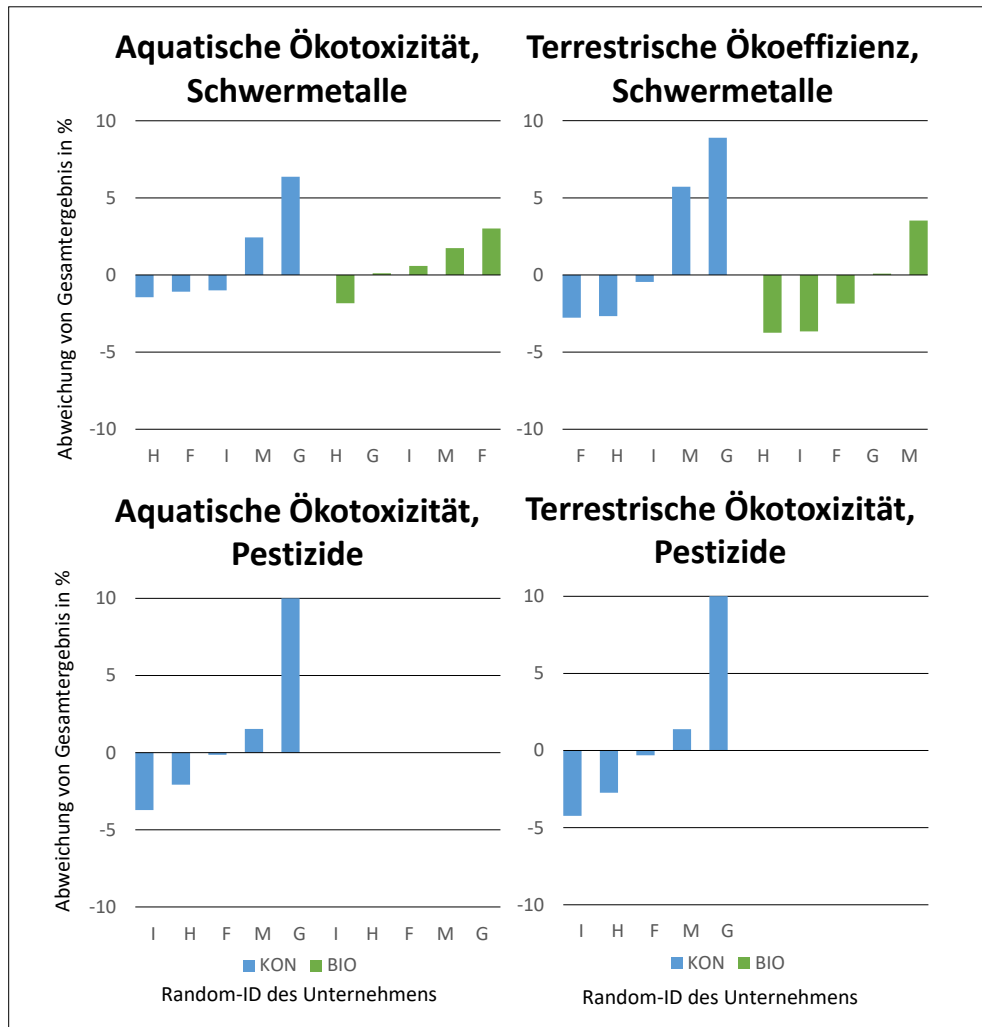 Aquatische Ökotoxizität,
Schwermetalle
Abweichung von Gesamtergebnis in %
10
5
0
-5
-10
H F I M G H G I M F
Terrestrische Ökoeffizienz,
Schwermetalle
10
5
0
-5
-10
F H I M G H I F G M
Aquatische Ökotoxizität,
Pestizide
Abweichung von Gesamtergebnis in %
10
5
0
-5
-10
I H F M G I H F M G
KON BIO
Random-ID des Unternehmens
Terrestrische Ökotoxizität,
Pestizide
10
5
0
-5
-10
I H F M G
KON BIO
Random-ID des Unternehmens